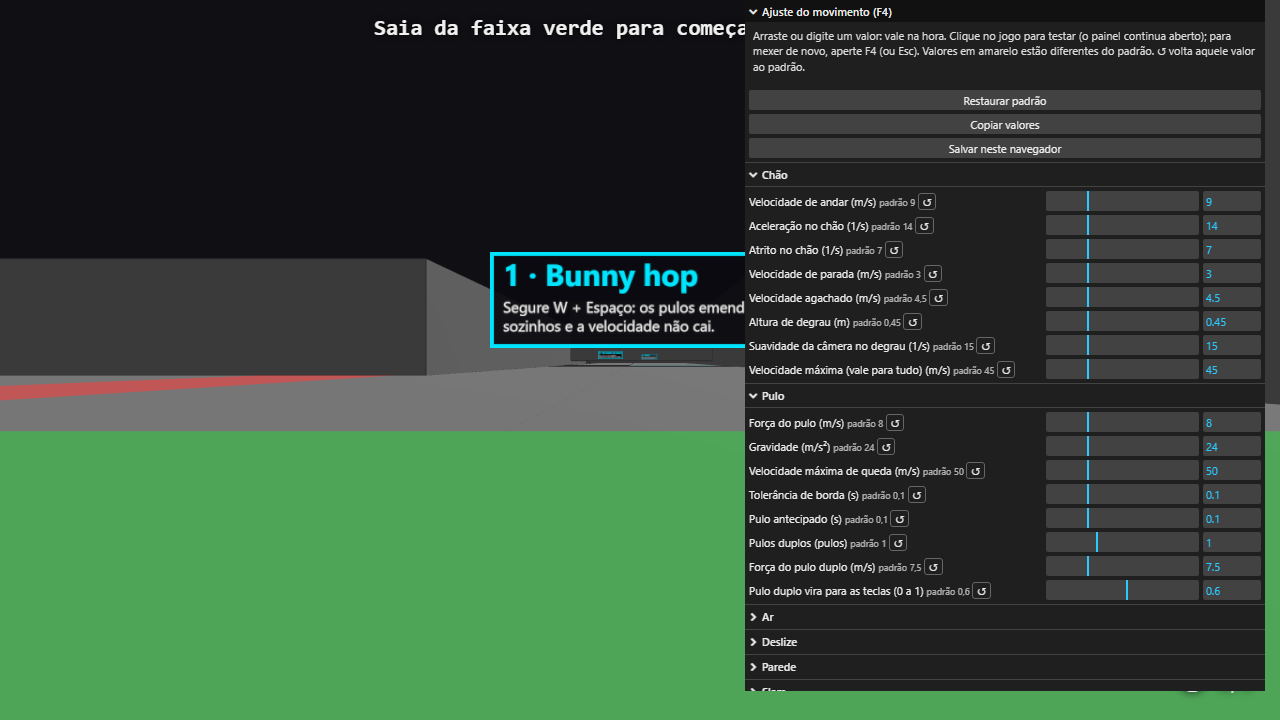 Saia da faixa verde para começa
1 · Bunny hop
Segure W + Espaço: os pulos emend
sozinhos e a velocidade não cai.
Ajuste do movimento (F4)
Arraste ou digite um valor: vale na hora. Clique no jogo para testar (o painel continua aberto); para
mexer de novo, aperte F4 (ou Esc). Valores em amarelo estão diferentes do padrão. ↺ volta aquele valor
ao padrão.
Restaurar padrão
Copiar valores
Salvar neste navegador
Chão
Velocidade de andar (m/s) padrão 9 ↺ 9
Aceleração no chão (1/s) padrão 14 ↺ 14
Atrito no chão (1/s) padrão 7 ↺ 7
Velocidade de parada (m/s) padrão 3 ↺ 3
Velocidade agachado (m/s) padrão 4,5 ↺ 4.5
Altura de degrau (m) padrão 0,45 ↺ 0.45
Suavidade da câmera no degrau (1/s) padrão 15 ↺ 15
Velocidade máxima (vale para tudo) (m/s) padrão 45 ↺ 45
Pulo
Força do pulo (m/s) padrão 8 ↺ 8
Gravidade (m/s²) padrão 24 ↺ 24
Velocidade máxima de queda (m/s) padrão 50 ↺ 50
Tolerância de borda (s) padrão 0,1 ↺ 0.1
Pulo antecipado (s) padrão 0,1 ↺ 0.1
Pulos duplos (pulos) padrão 1 ↺ 1
Força do pulo duplo (m/s) padrão 7,5 ↺ 7.5
Pulo duplo vira para as teclas (0 a 1) padrão 0,6 ↺ 0.6
Ar
Deslize
Parede